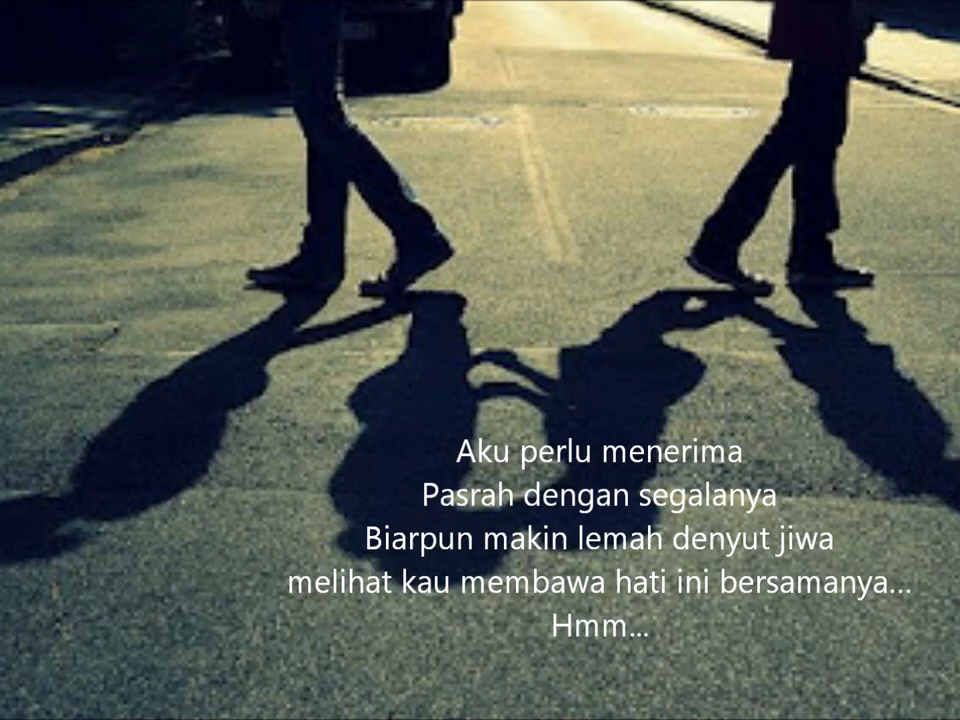 Aku perlu menerima
Pasrah dengan segalanya
Biarpun makin lemah denyut jiwa
melihat kau membawa hati ini bersamanya...
Hmm...